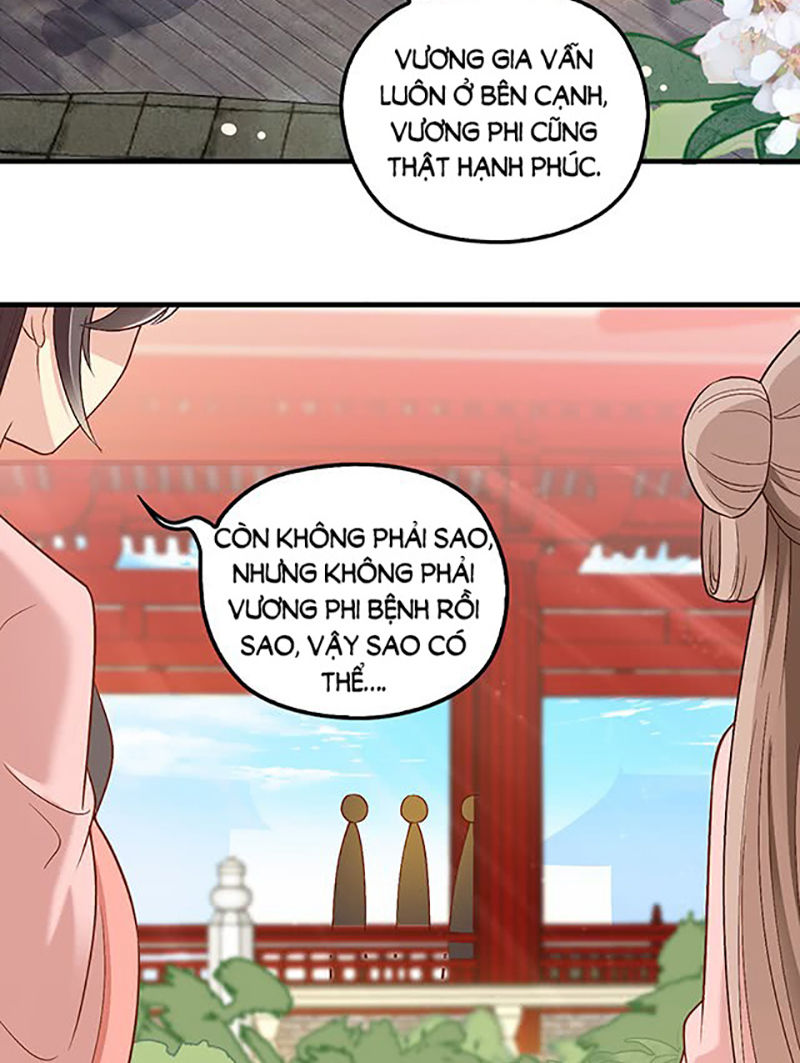 VƯƠNG GIA VẪN
LUÔN Ở BÊN CẠNH,
VƯƠNG PHI CŨNG
THẬT HẠNH PHÚC.
CÒN KHÔNG PHẢI SAO,
NHƯNG KHÔNG PHẢI
VƯƠNG PHI BỆNH RỒI
SAO, VẬY SAO CÓ
THỂ....